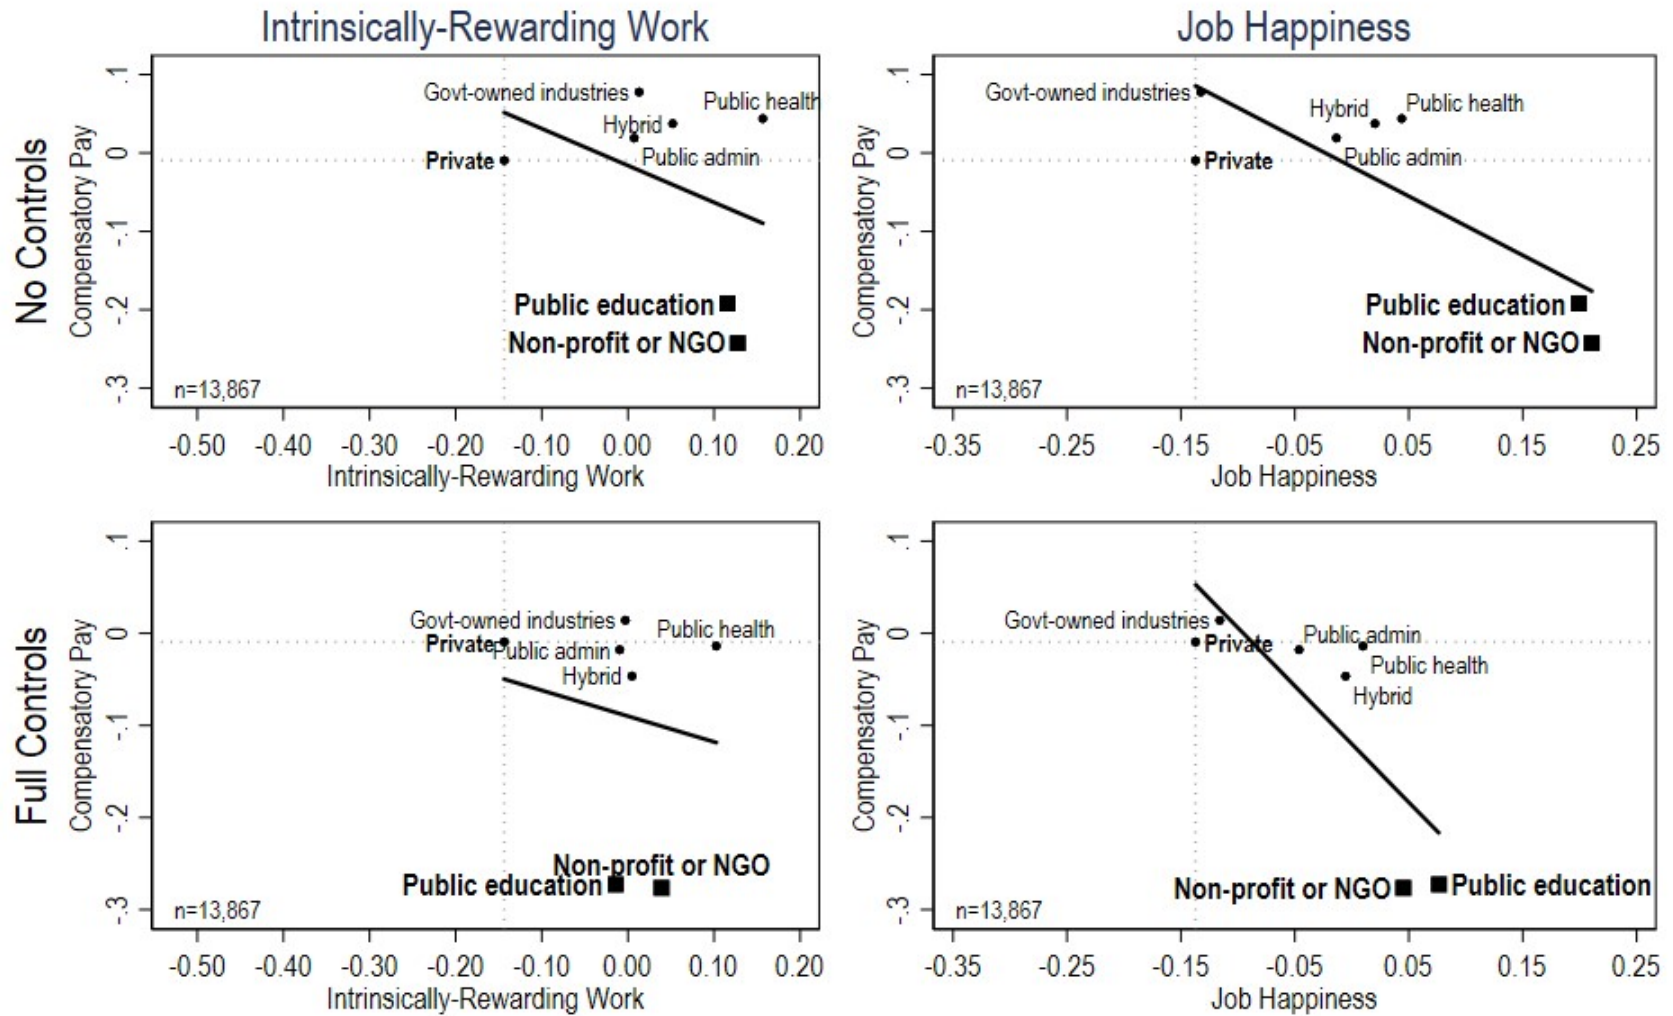 Intrinsically-Rewarding Work
Job Happiness
No Controls
Compensatory Pay
.1
0
-.1
-.2
-.3
Govt-owned industries
Public health
Hybrid
Public admin
Private
Public education
Non-profit or NGO
n=13,867
-0.50 -0.40 -0.30 -0.20 -0.10 0.00 0.10 0.20
Intrinsically-Rewarding Work
Compensatory Pay
.1
0
-.1
-.2
-.3
Govt-owned industries
Hybrid
Public health
Public admin
Private
Public education
Non-profit or NGO
n=13,867
-0.35 -0.25 -0.15 -0.05 0.05 0.15 0.25
Job Happiness
Full Controls
Compensatory Pay
.1
0
-.1
-.2
-.3
Govt-owned industries
Public health
Private
Public admin
Hybrid
Non-profit or NGO
Public education
n=13,867
-0.50 -0.40 -0.30 -0.20 -0.10 0.00 0.10 0.20
Intrinsically-Rewarding Work
Compensatory Pay
.1
0
-.1
-.2
-.3
Govt-owned industries
Private
Public admin
Public health
Hybrid
Non-profit or NGO
Public education
n=13,867
-0.35 -0.25 -0.15 -0.05 0.05 0.15 0.25
Job Happiness